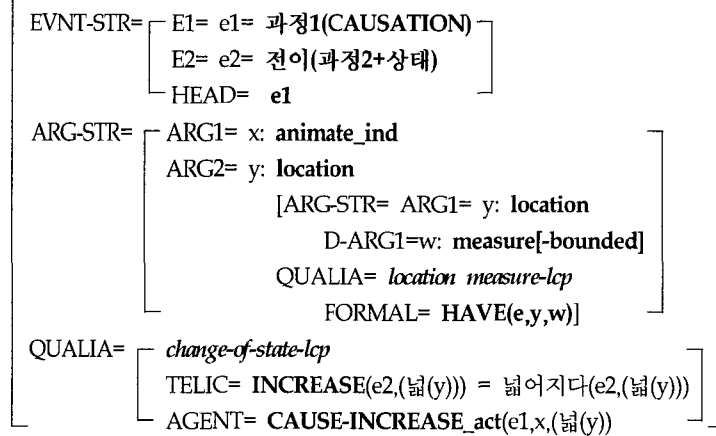 EVNT-STR= E1= e1= 과정1(CAUSATION)
E2= e2= 전이(과정2+상태)
HEAD= e1
ARG-STR= ARG1= x: animate_ind
ARG2= y: location
[ARG-STR= ARG1= y: location
D-ARG1=w: measure[-bounded]
QUALIA= location measure-lcp
FORMAL= HAVE(e,y,w)]
QUALIA= change-of-state-lcp
TELIC= INCREASE(e2,(넓(y))) = 넓어지다(e2,(넓(y)))
AGENT= CAUSE-INCREASE_act(e1,x,(넓(y))